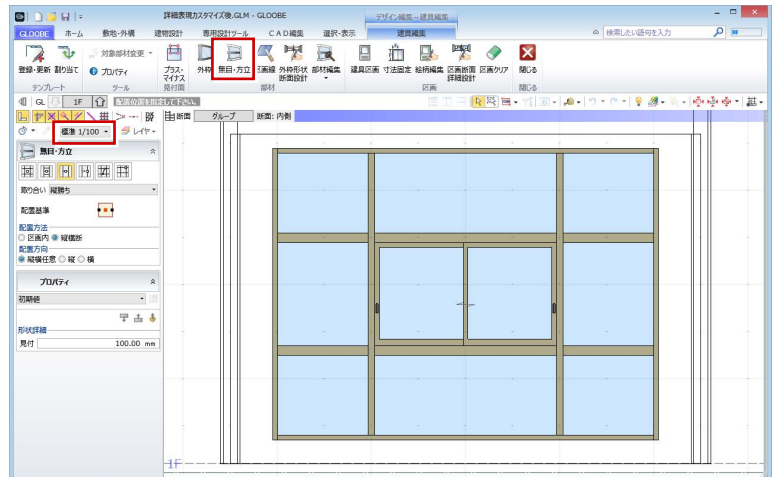 詳細表現カスタマイズ後.GLM - GLOOBE
デザイン編集 - 建具編集
GLOOBE ホーム 敷地・外構 建物設計 専用設計ツール CAD編集 選択・表示 建具編集 検索したい語句を入力
登録・更新 割り当て 対象部材変更 プロパティ
プラス・マイナス 外枠 無目・方立 区画線 外枠形状断面設計 部材編集 建具区画 寸法固定 絵柄編集 区画断面詳細設計 区画クリア 閉じる
テンプレート ツール 見付面 部材 区画 閉じる
GL 1F 配置位置を指定して下さい。
標準 1/100 レイヤ
断面 グループ 断面: 内側
無目・方立
取り合い 縦勝ち
配置基準
配置方法
区画内 縦横断
配置方向
縦横任意 縦 横
プロパティ
初期値
形状詳細
見付 100.00 mm
1F